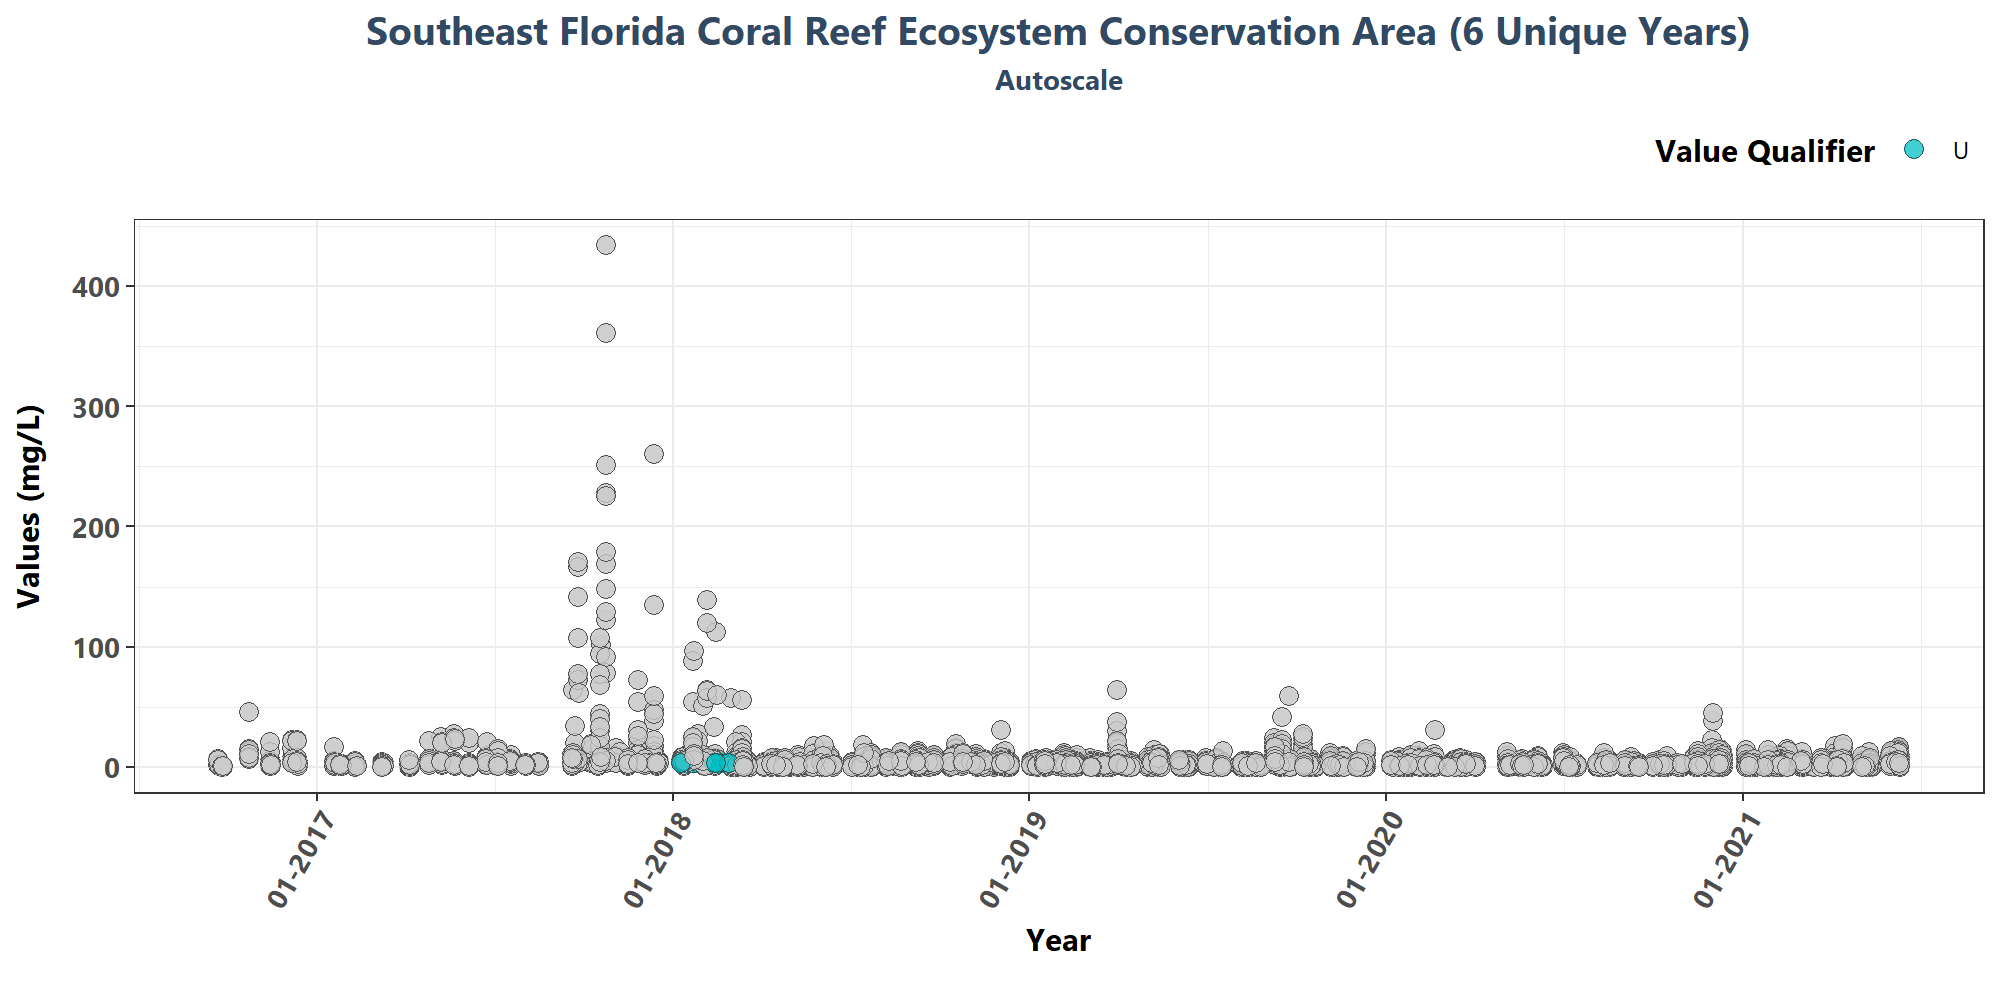 Southeast Florida Coral Reef Ecosystem Conservation Area (6 Unique Years)
Autoscale
Value Qualifier U
Values (mg/L)
400
300
200
100
0
01-2017 01-2018 01-2019 01-2020 01-2021
Year